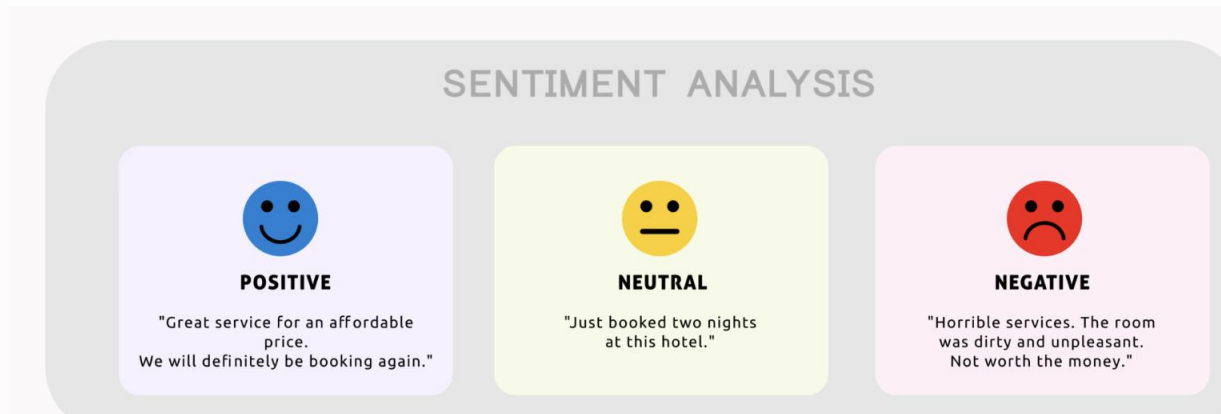 SENTIMENT ANALYSIS
POSITIVE
"Great service for an affordable
price.
We will definitely be booking again."
NEUTRAL
"Just booked two nights
at this hotel."
NEGATIVE
"Horrible services. The room
was dirty and unpleasant.
Not worth the money."